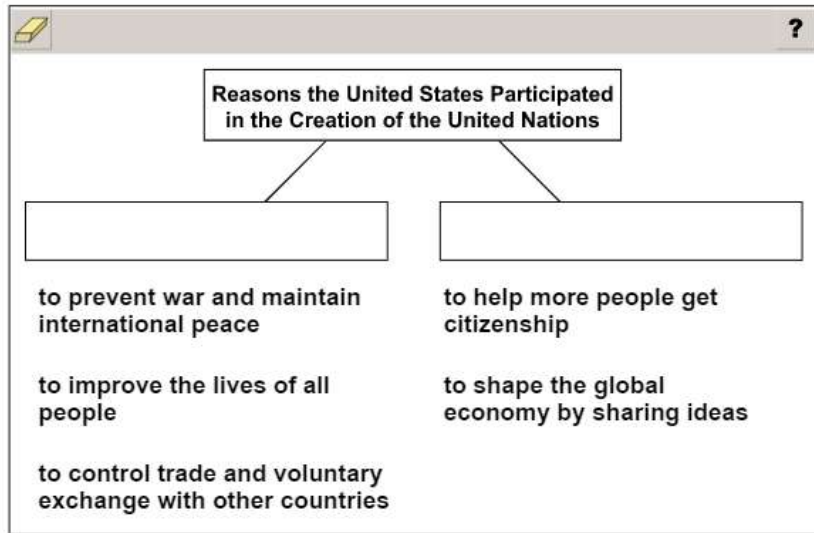 ?
Reasons the United States Participated
in the Creation of the United Nations
to prevent war and maintain
international peace
to help more people get
citizenship
to improve the lives of all
people
to shape the global
economy by sharing ideas
to control trade and voluntary
exchange with other countries